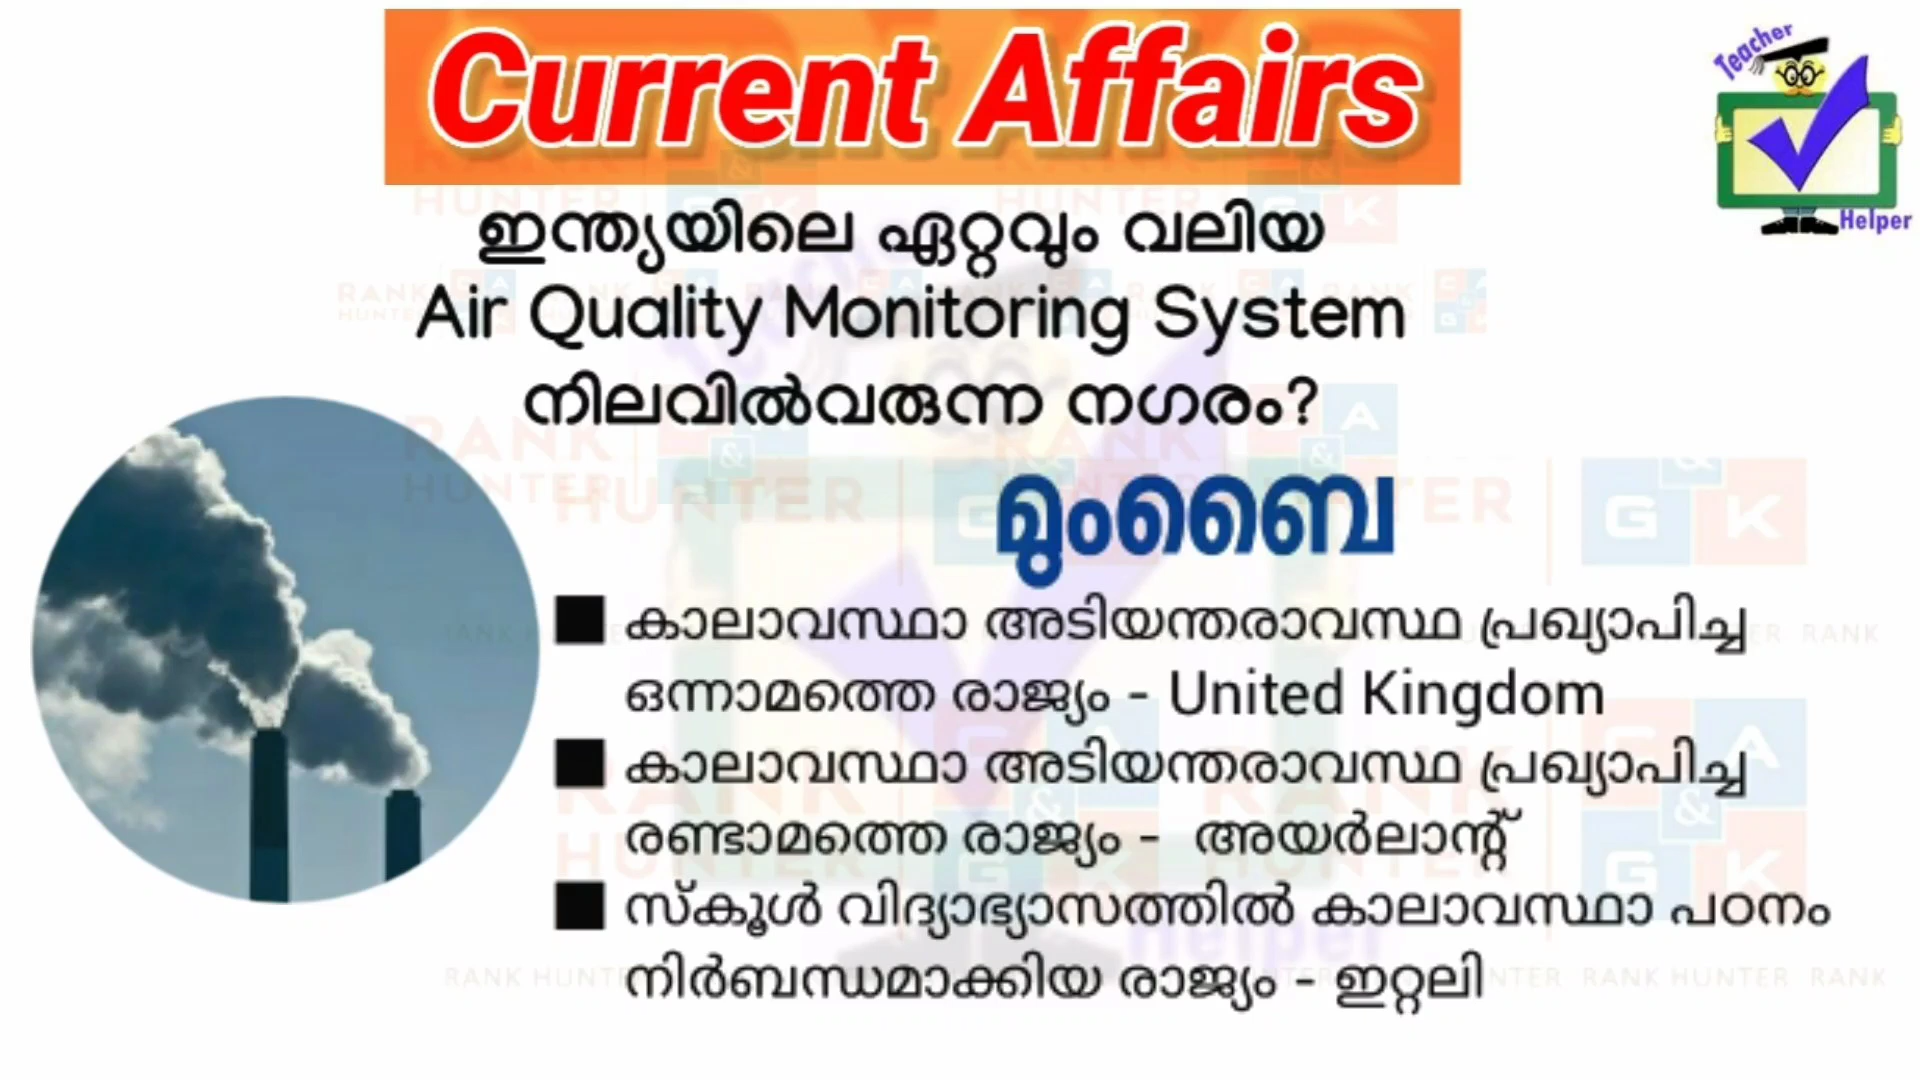 Current Affairs
Teacher
Helper
ഇന്ത്യയിലെ ഏറ്റവും വലിയ
Air Quality Monitoring System
നിലവിൽവരുന്ന നഗരം?
മുംബൈ
■ കാലാവസ്ഥാ അടിയന്തരാവസ്ഥ പ്രഖ്യാപിച്ച
ഒന്നാമത്തെ രാജ്യം - United Kingdom
■ കാലാവസ്ഥാ അടിയന്തരാവസ്ഥ പ്രഖ്യാപിച്ച
രണ്ടാമത്തെ രാജ്യം - അയർലാന്റ്
■ സ്കൂൾ വിദ്യാഭ്യാസത്തിൽ കാലാവസ്ഥാ പഠനം
നിർബന്ധമാക്കിയ രാജ്യം - ഇറ്റലി